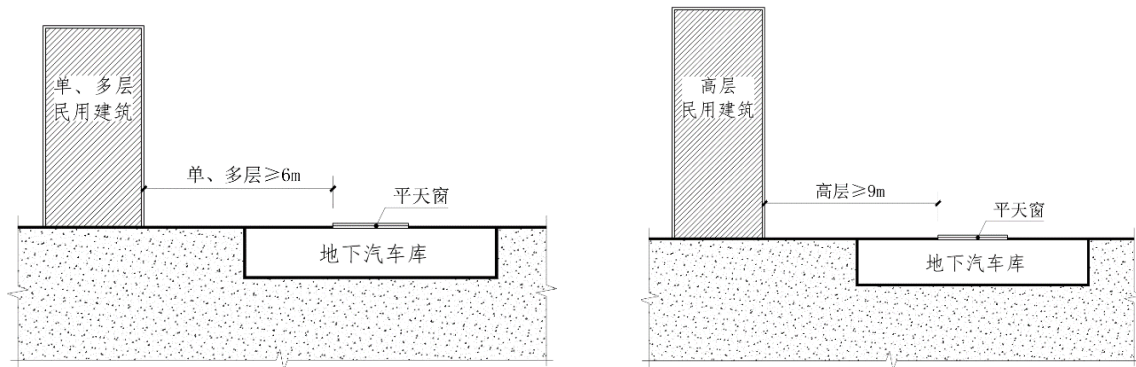 单、多层
民用建筑
单、多层≥6m
平天窗
地下汽车库
高层
民用建筑
高层≥9m
平天窗
地下汽车库